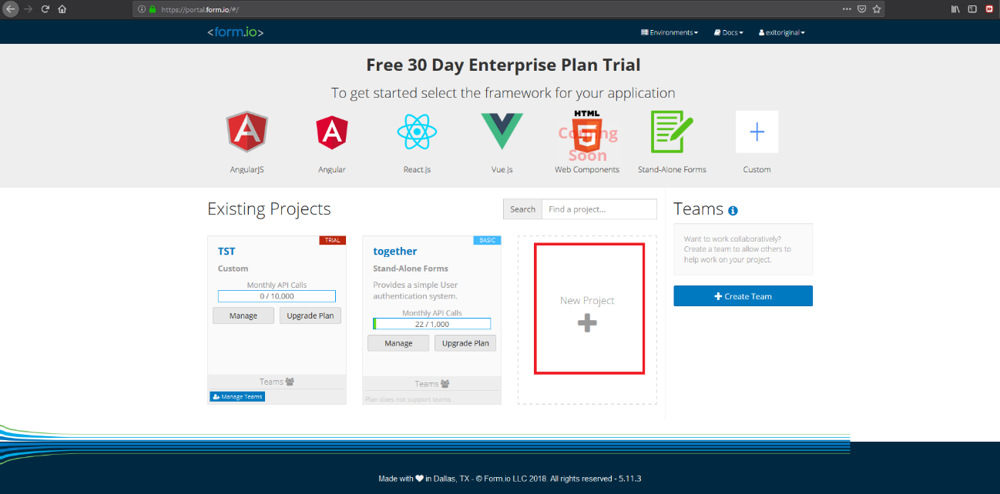 https://portal.form.io/#/
<form.io>
Environments
Docs
exitoriginal
Free 30 Day Enterprise Plan Trial
To get started select the framework for your application
HTML
Coming
Soon
AngularJS
Angular
React.js
Vue.js
Web Components
Stand-Alone Forms
Custom
Existing Projects
Search
Find a project...
TRIAL
TST
Custom
Monthly API Calls
0 / 10,000
Manage
Upgrade Plan
Teams
Manage Teams
BASIC
together
Stand-Alone Forms
Provides a simple User
authentication system.
Monthly API Calls
22 / 1,000
Manage
Upgrade Plan
Teams
Plan does not support teams
New Project
Teams
Want to work collaboratively?
Create a team to allow others to
help work on your project.
Create Team
Made with ❤ in Dallas, TX - © Form.io LLC 2018. All rights reserved - 5.11.3